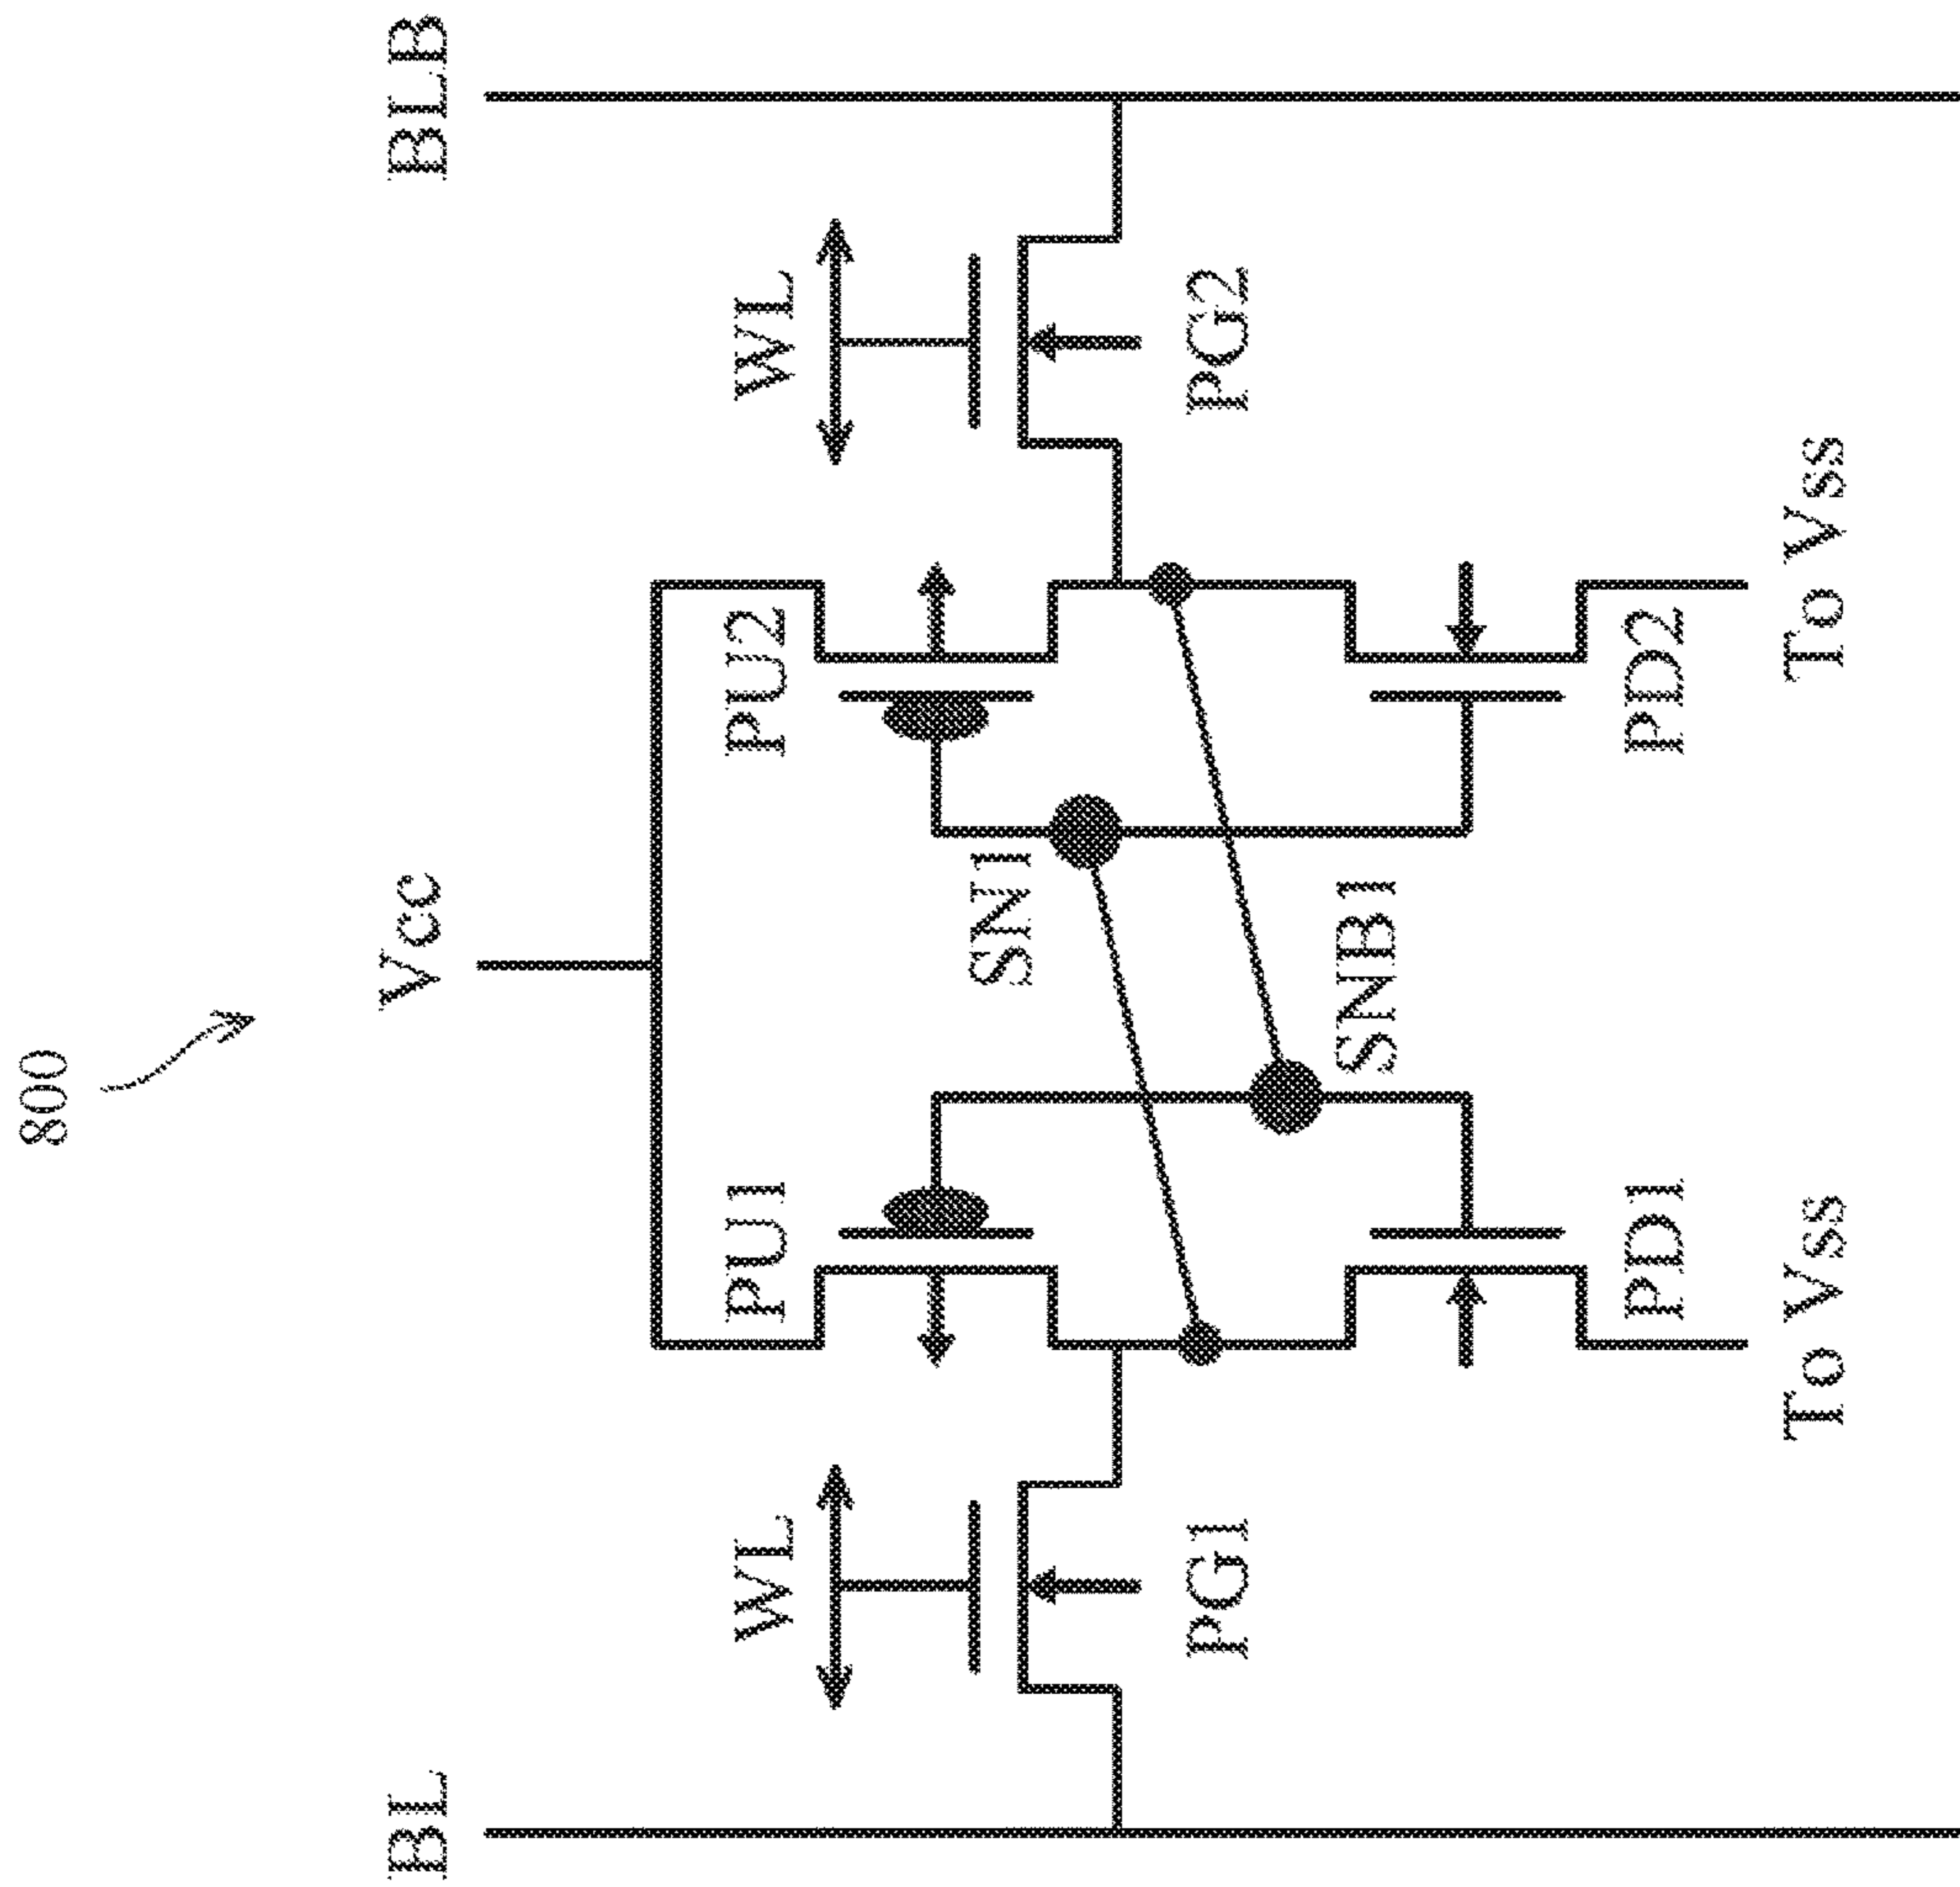 800
BL
Vcc
BLB
WL
PU1
PU2
WL
SN1
PG1
PG2
SNB1
PD1
PD2
To Vss
To Vss